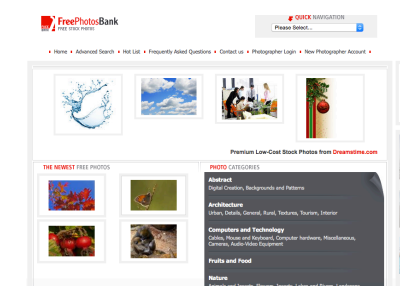 FreePhotosBank
FREE STOCK PHOTOS
QUICK NAVIGATION
Please Select...
Home Advanced Search Hot List Frequently Asked Questions Contact us Photographer Login New Photographer Account
Premium Low-Cost Stock Photos from Dreamstime.com
THE NEWEST FREE PHOTOS
PHOTO CATEGORIES
Abstract
Digital Creation, Backgrounds and Patterns
Architecture
Urban, Details, General, Rural, Textures, Tourism, Interior
Computers and Technology
Cables, Mouse and Keyboard, Computer hardware, Miscellaneous,
Cameras, Audio-Video Equipment
Fruits and Food
Nature